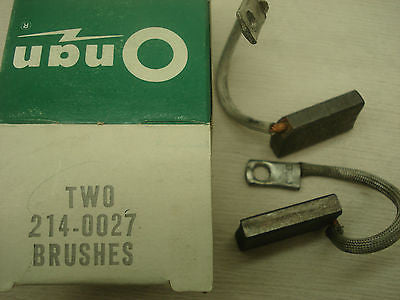 Onan
®
TWO
214-0027
BRUSHES